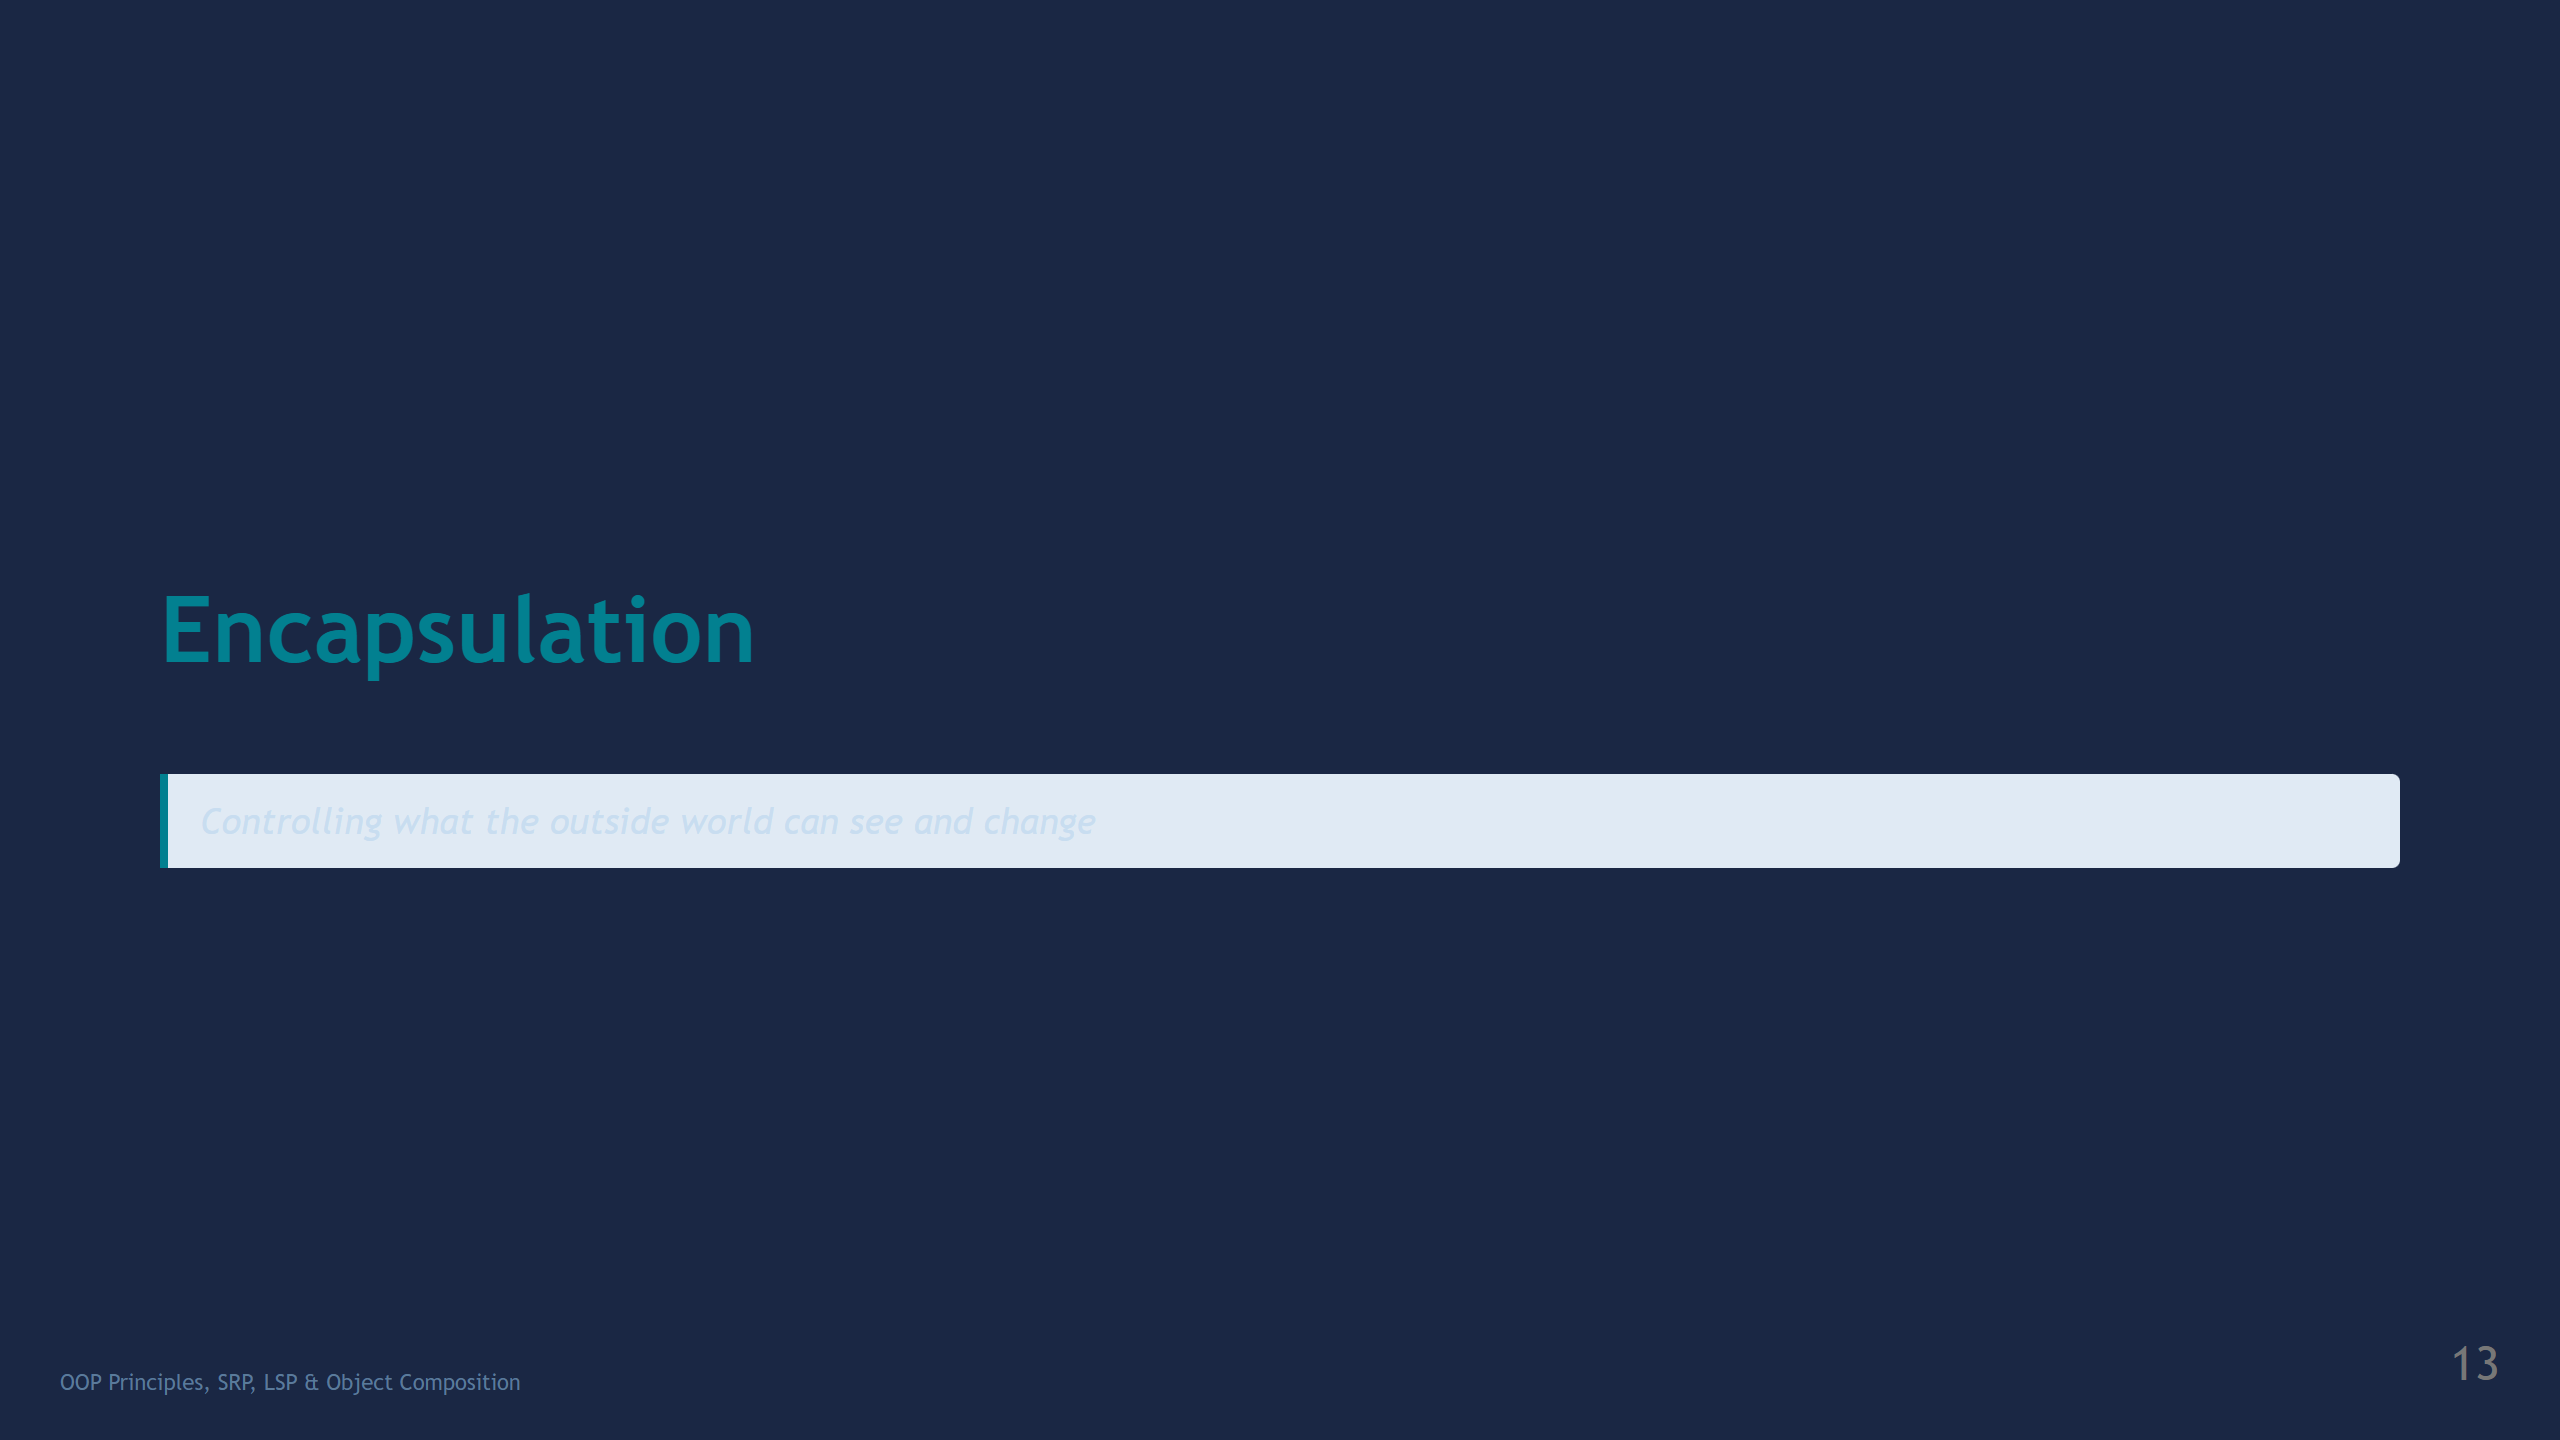 Encapsulation
Controlling what the outside world can see and change
OOP Principles, SRP, LSP & Object Composition
13